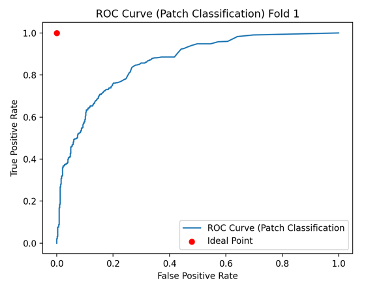 ROC Curve (Patch Classification) Fold 1
1.0
0.8
0.6
0.4
0.2
0.0
True Positive Rate
ROC Curve (Patch Classification
Ideal Point
0.0 0.2 0.4 0.6 0.8 1.0
False Positive Rate